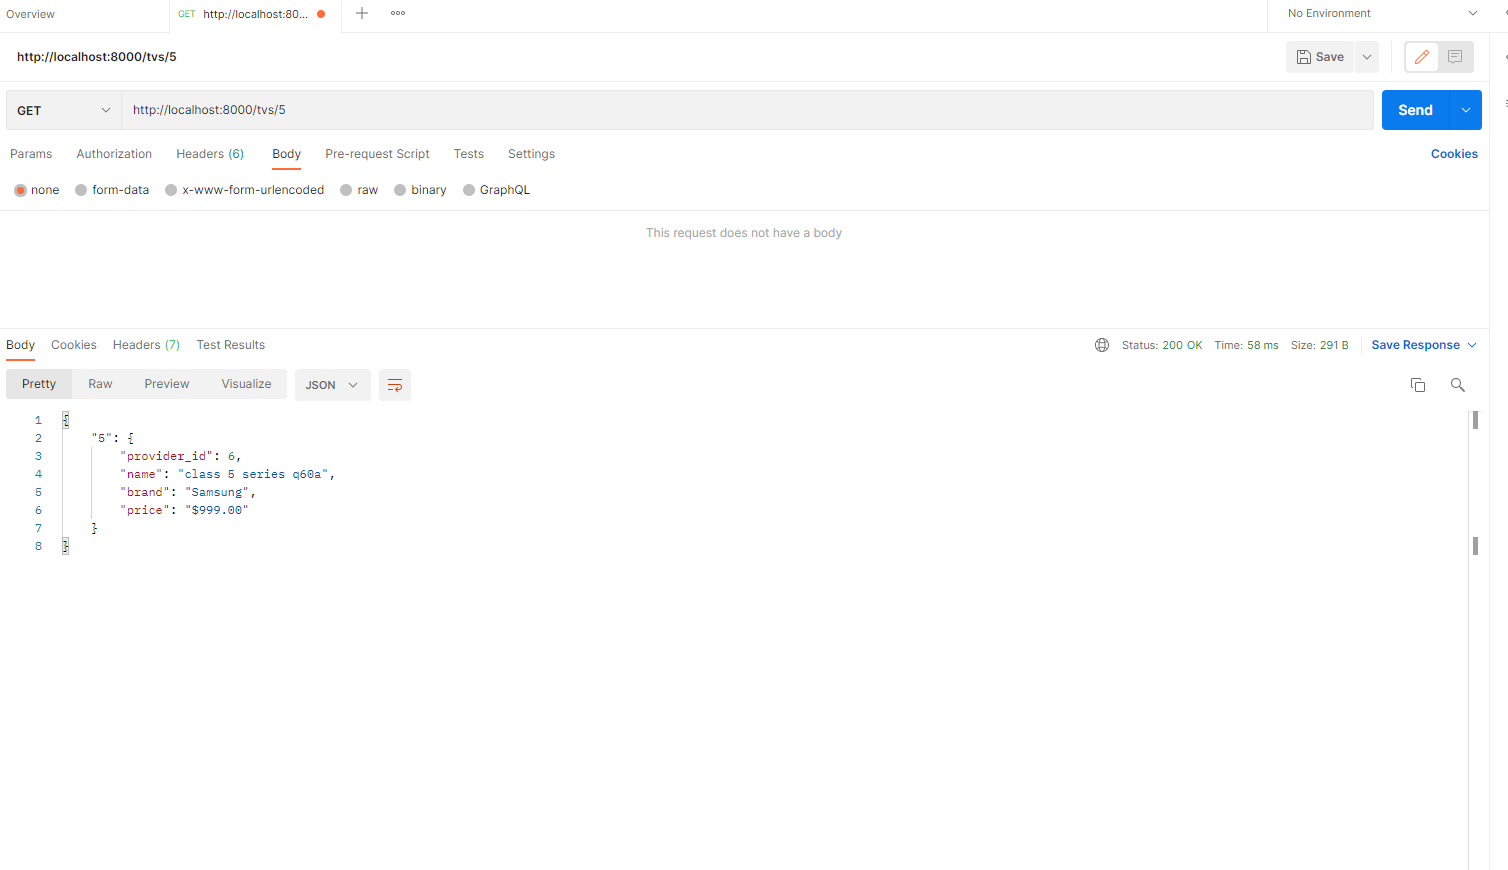 Overview GET http://localhost:80... No Environment
http://localhost:8000/tvs/5 Save
GET http://localhost:8000/tvs/5 Send
Params Authorization Headers (6) Body Pre-request Script Tests Settings Cookies
none form-data x-www-form-urlencoded raw binary GraphQL
This request does not have a body
Body Cookies Headers (7) Test Results Status: 200 OK Time: 58 ms Size: 291 B Save Response
Pretty Raw Preview Visualize JSON
1 {
2 "5": {
3 "provider_id": 6,
4 "name": "class 5 series q60a",
5 "brand": "Samsung",
6 "price": "$999.00"
7 }
8 }